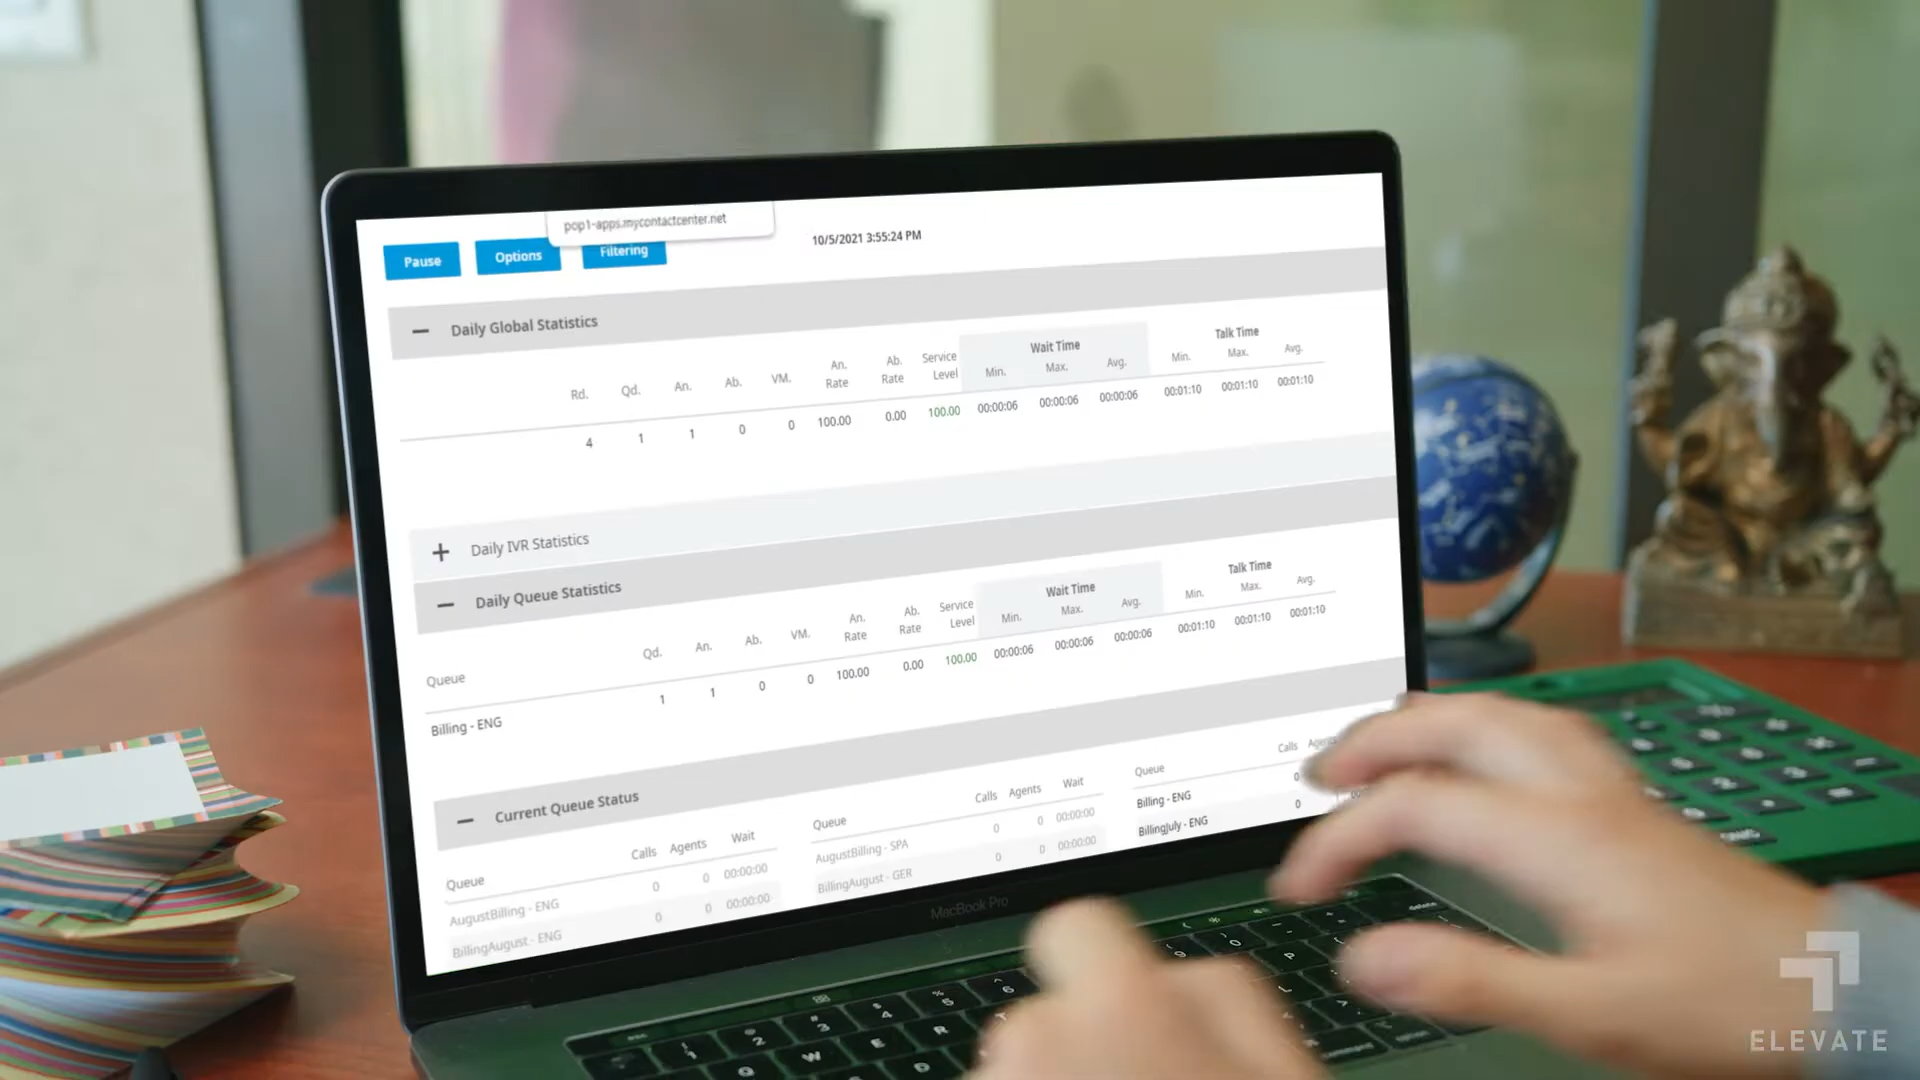 pop1-apps.mycontactcenter.net
Pause Options Filtering 10/5/2021 3:55:24 PM
Daily Global Statistics
Wait Time Talk Time
Rd. Qd. An. Ab. VM. An. Rate Ab. Rate Service Level Min. Max. Avg. Min. Max. Avg.
4 1 1 0 0 100.00 0.00 100.00 00:00:06 00:00:06 00:00:06 00:01:10 00:01:10 00:01:10
Daily IVR Statistics
Daily Queue Statistics
Wait Time Talk Time
Queue Qd. An. Ab. VM. An. Rate Ab. Rate Service Level Min. Max. Avg. Min. Max. Avg.
Billing - ENG 1 1 0 0 100.00 0.00 100.00 00:00:06 00:00:06 00:00:06 00:01:10 00:01:10 00:01:10
Current Queue Status
Queue Calls Agents Wait
AugustBilling - ENG 0 0 00:00:00
BillingAugust - ENG 0 0 00:00:00
Queue Calls Agents Wait
AugustBilling - SPA 0 0 00:00:00
BillingAugust - GER 0 0 00:00:00
Queue Calls Agents
Billing - ENG 0
BillingJuly - ENG 0
MacBook Pro
ELEVATE